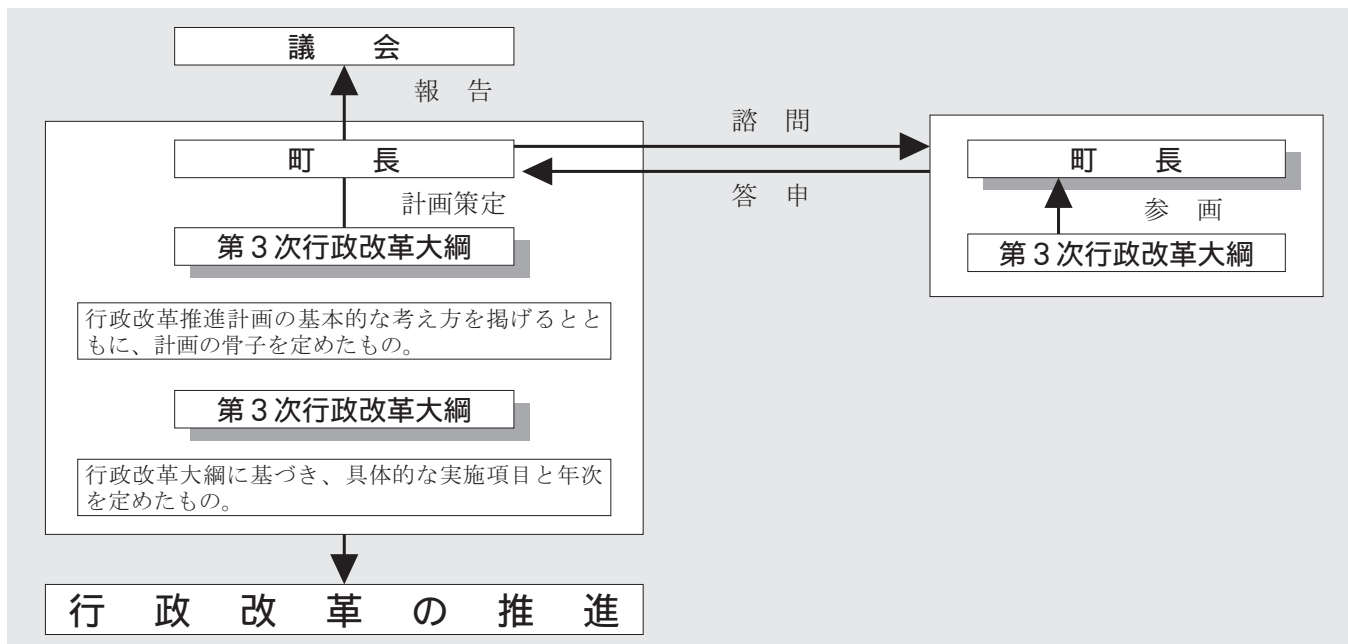 議　会
報　告
町　長
計画策定
第３次行政改革大綱
行政改革推進計画の基本的な考え方を掲げるとと
もに、計画の骨子を定めたもの。
第３次行政改革大綱
行政改革大綱に基づき、具体的な実施項目と年次
を定めたもの。
行政改革の推進
諮　問
答　申
町　長
参　画
第３次行政改革大綱